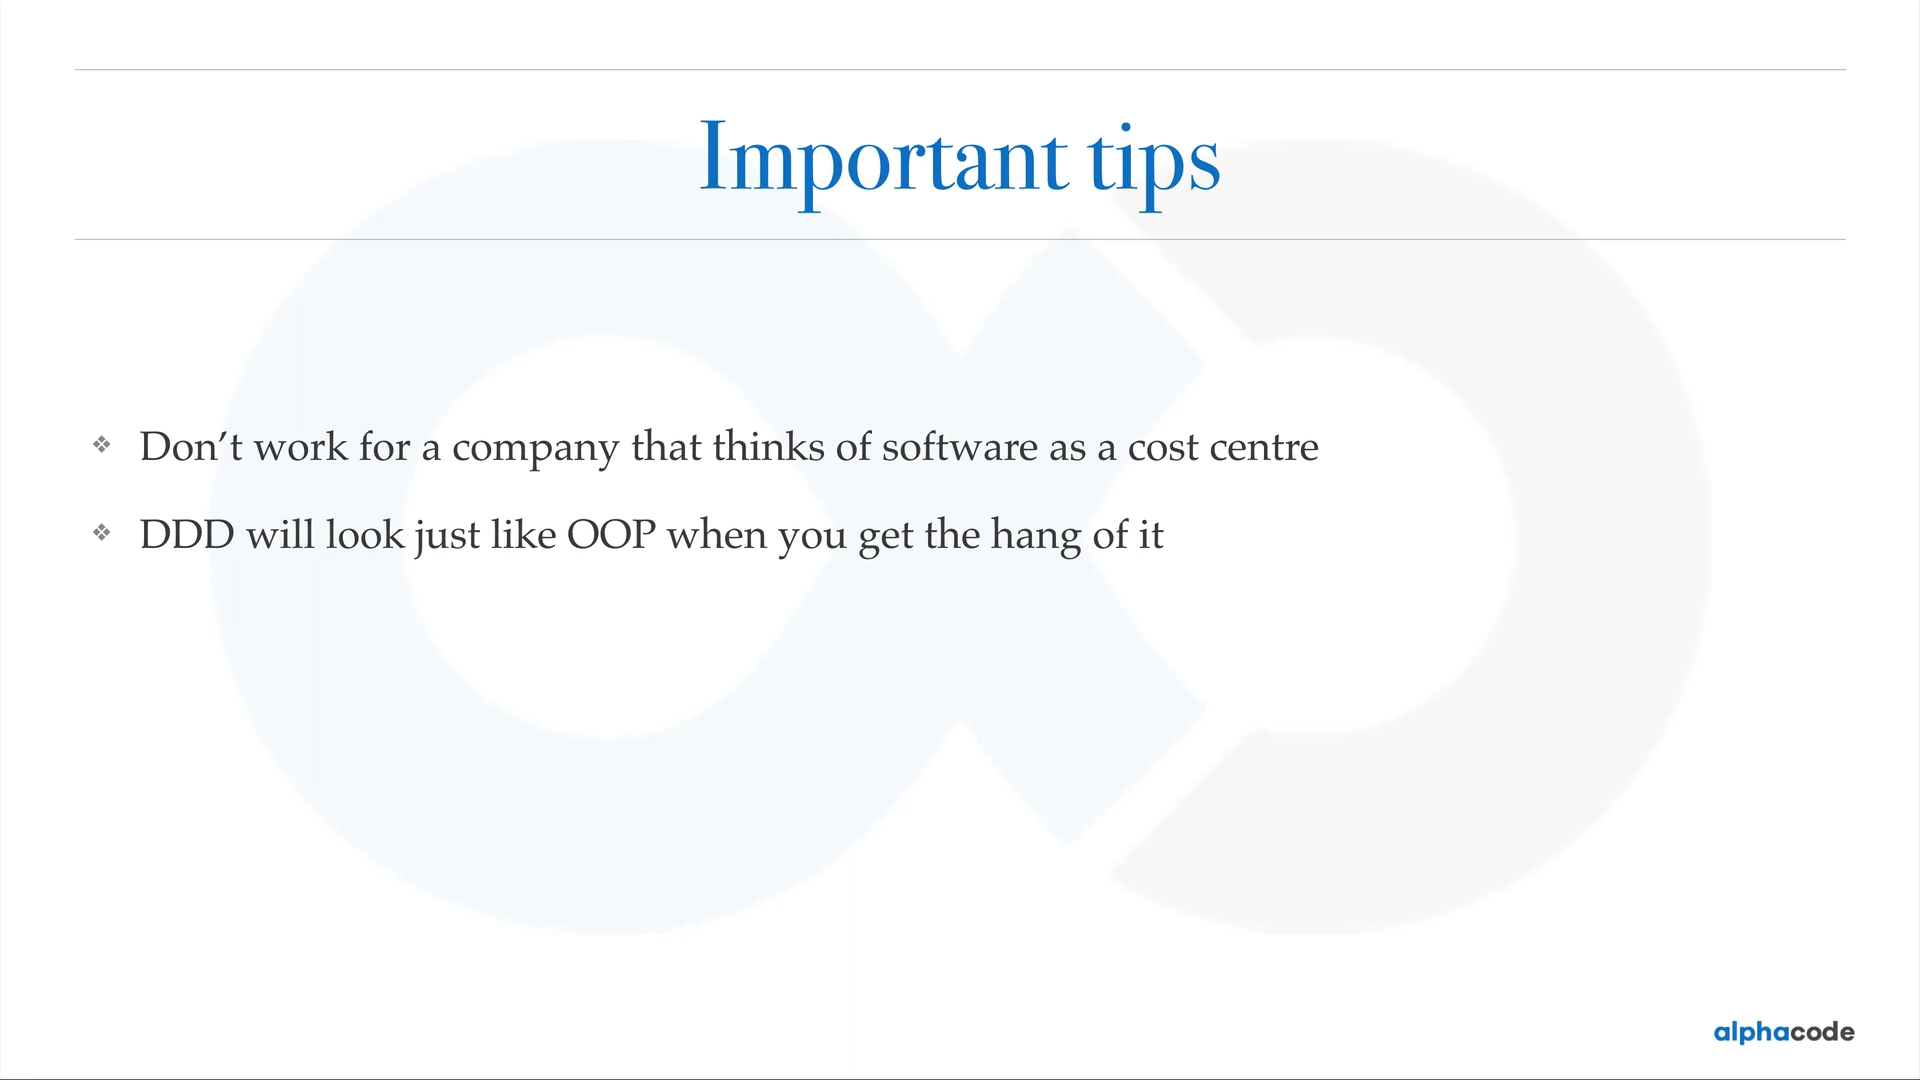 Important tips
Don’t work for a company that thinks of software as a cost centre
DDD will look just like OOP when you get the hang of it
alphacode